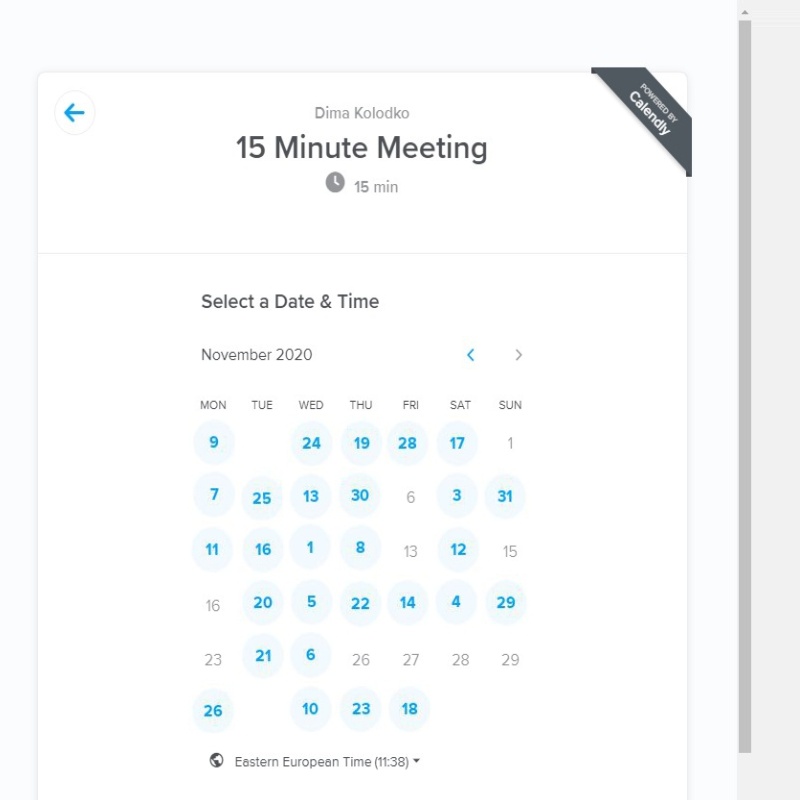 POWERED BY
Calendly
Dima Kolodko
15 Minute Meeting
15 min
Select a Date & Time
November 2020
MON TUE WED THU FRI SAT SUN
9 24 19 28 17 1
7 25 13 30 6 3 31
11 16 1 8 13 12 15
16 20 5 22 14 4 29
23 21 6 26 27 28 29
26 10 23 18
Eastern European Time (11:38)